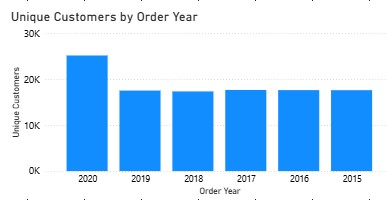 Unique Customers by Order Year
30K
20K
10K
0K
Unique Customers
2020 2019 2018 2017 2016 2015
Order Year